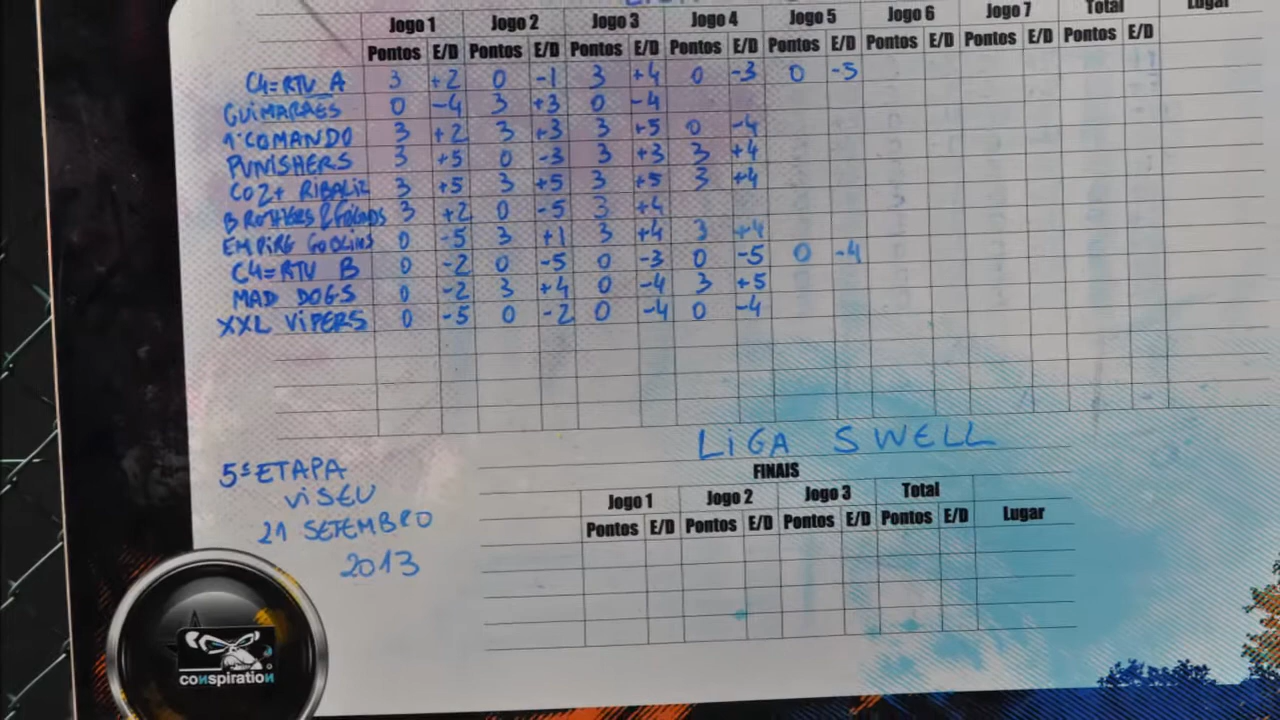 Jogo 1 Jogo 2 Jogo 3 Jogo 4 Jogo 5 Jogo 6 Jogo 7 Total Lugar
Pontos E/D Pontos E/D Pontos E/D Pontos E/D Pontos E/D Pontos E/D Pontos E/D Pontos E/D
C4=RTV A 3 +2 0 -1 3 +4 0 -3 0 -5
GUIMARAES 0 -4 3 +3 0 -4
1º COMANDO 3 +2 3 +3 3 +5 0 -4
PUNISHERS 3 +5 0 -3 3 +3 3 +4
CO2+ 3 +5 3 +5 3 +5 3 +4
BROTHERS & FRIENDS 3 +2 0 -5 3 +4
EMPIRE GOBLINS 0 -5 3 +1 3 +4 3 +4
C4=RTV B 0 -2 0 -5 0 -3 0 -5 0 -4
MAD DOGS 0 -2 3 +4 0 -4 3 +5
XXL VIPERS 0 -5 0 -2 0 -4 0 -4
LIGA SWELL
5ª ETAPA
VISEU
21 SETEMBRO
2013
FINAIS
Jogo 1 Jogo 2 Jogo 3 Total
Pontos E/D Pontos E/D Pontos E/D Pontos E/D Lugar
conspiration